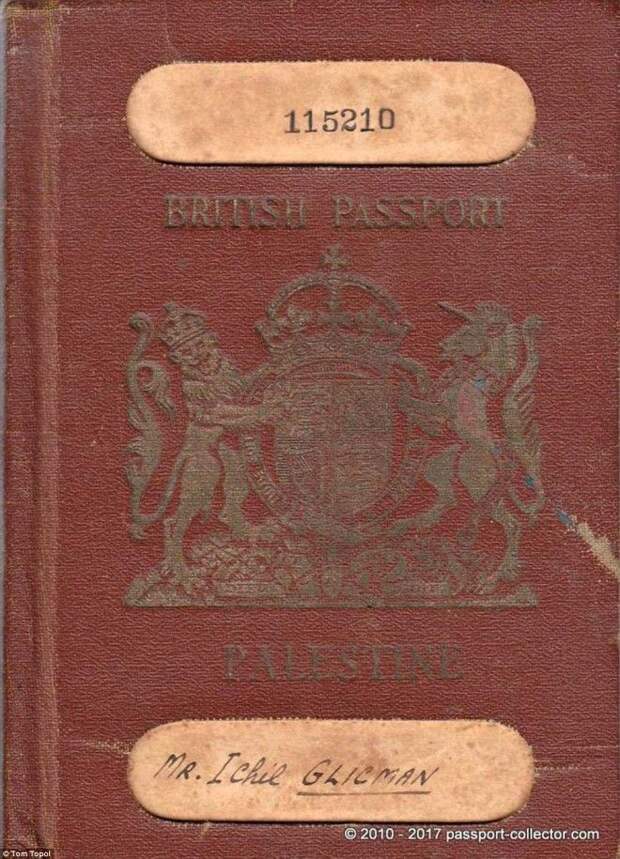 115210
BRITISH PASSPORT
PALESTINE
MR. Ichil GLICMAN
© 2010 - 2017 passport-collector.com
© Tom Topol